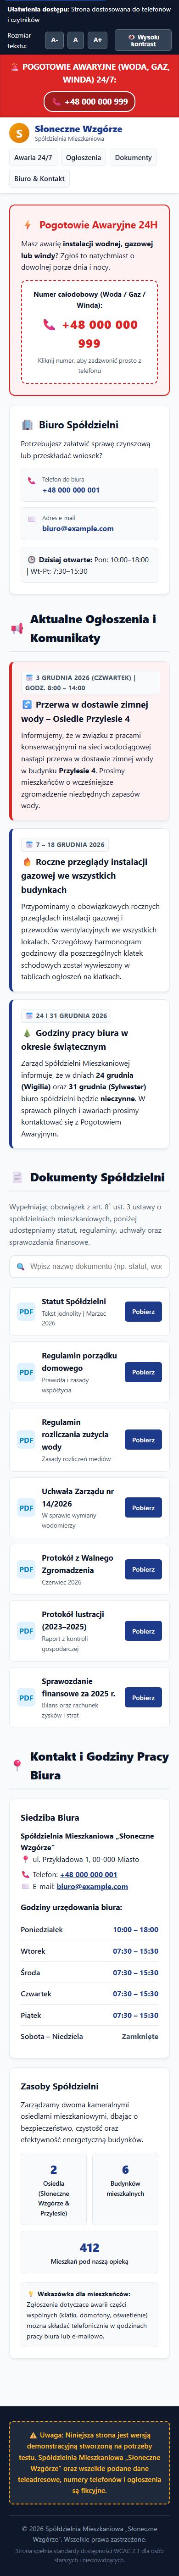 Ułatwienia dostępu: Strona dostosowana do telefonów
i czytników
Rozmiar
tekstu:
A-
A
A+
Wysoki
kontrast
POGOTOWIE AWARYJNE (WODA, GAZ,
WINDA) 24/7:
+48 000 000 999
S
Słoneczne Wzgórze
Spółdzielnia Mieszkaniowa
Awaria 24/7
Ogłoszenia
Dokumenty
Biuro & Kontakt
Pogotowie Awaryjne 24H
Masz awarię instalacji wodnej, gazowej
lub windy? Zgłoś to natychmiast o
dowolnej porze dnia i nocy.
Numer całodobowy (Woda / Gaz /
Winda):
+48 000 000
999
Kliknij numer, aby zadzwonić prosto z
telefonu
Biuro Spółdzielni
Potrzebujesz załatwić sprawę czynszową
lub przeskładać wniosek?
Telefon do biura
+48 000 000 001
Adres e-mail
biuro@example.com
Dzisiaj otwarte: Pon: 10:00–18:00
| Wt-Pt: 7:30–15:30
Aktualne Ogłoszenia i
Komunikaty
3 GRUDNIA 2026 (CZWARTEK) |
GODZ. 8:00 – 14:00
Przerwa w dostawie zimnej
wody – Osiedle Przylesie 4
Informujemy, że w związku z pracami
konserwacyjnymi na sieci wodociągowej
nastąpi przerwa w dostawie zimnej wody
w budynku Przylesie 4. Prosimy
mieszkańców o wcześniejsze
zgromadzenie niezbędnych zapasów
wody.
7 – 18 GRUDNIA 2026
Roczne przeglądy instalacji
gazowej we wszystkich
budynkach
Przypominamy o obowiązkowych rocznych
przeglądach instalacji gazowej i
przewodów wentylacyjnych we wszystkich
lokalach. Szczegółowy harmonogram
godzinowy dla poszczególnych klatek
schodowych został wywieszony w
tablicach ogłoszeń na klatkach.
24 I 31 GRUDNIA 2026
Godziny pracy biura w
okresie świątecznym
Zarząd Spółdzielni Mieszkaniowej
informuje, że w dniach 24 grudnia
(Wigilia) oraz 31 grudnia (Sylwester)
biuro spółdzielni będzie nieczynne. W
sprawach pilnych i awarii prosimy
kontaktować się z Pogotowiem
Awaryjnym.
Dokumenty Spółdzielni
Wypełniając obowiązek z art. 8¹ ust. 3 ustawy o
spółdzielniach mieszkaniowych, poniżej
udostępniamy statut, regulaminy, uchwały oraz
sprawozdania finansowe.
Wpisz nazwę dokumentu (np. statut, woda
PDF
Statut Spółdzielni
Tekst jednolity | Marzec
2026
Pobierz
PDF
Regulamin porządku
domowego
Prawidła i zasady
współżycia
Pobierz
PDF
Regulamin
rozliczania zużycia
wody
Zasady rozliczeń mediów
Pobierz
PDF
Uchwała Zarządu nr
14/2026
W sprawie wymiany
wodomierzy
Pobierz
PDF
Protokół z Walnego
Zgromadzenia
Czerwiec 2026
Pobierz
PDF
Protokół lustracji
(2023–2025)
Raport z kontroli
gospodarczej
Pobierz
PDF
Sprawozdanie
finansowe za 2025 r.
Bilans oraz rachunek
zysków i strat
Pobierz
Kontakt i Godziny Pracy
Biura
Siedziba Biura
Spółdzielnia Mieszkaniowa „Słoneczne
Wzgórze”
ul. Przykładowa 1, 00-000 Miasto
Telefon: +48 000 000 001
E-mail: biuro@example.com
Godziny urzędowania biura:
Poniedziałek 10:00 – 18:00
Wtorek 07:30 – 15:30
Środa 07:30 – 15:30
Czwartek 07:30 – 15:30
Piątek 07:30 – 15:30
Sobota – Niedziela Zamknięte
Zasoby Spółdzielni
Zarządzamy dwoma kameralnymi
osiedlami mieszkaniowymi, dbając o
bezpieczeństwo, czystość oraz
efektywność energetyczną budynków.
2
Osiedla
(Słoneczne
Wzgórze &
Przylesie)
6
Budynków
mieszkalnych
412
Mieszkań pod naszą opieką
Wskazówka dla mieszkańców:
Zgłoszenia dotyczące awarii części
wspólnych (klatki, domofony, oświetlenie)
można składać telefonicznie w godzinach
pracy biura lub e-mailowo.
Uwaga: Niniejsza strona jest wersją
demonstracyjną stworzoną na potrzeby
testu. Spółdzielnia Mieszkaniowa „Słoneczne
Wzgórze” oraz wszelkie podane dane
teleadresowe, numery telefonów i ogłoszenia
są fikcyjne.
© 2026 Spółdzielnia Mieszkaniowa „Słoneczne
Wzgórze”. Wszelkie prawa zastrzeżone.
Strona spełnia standardy dostępności WCAG 2.1 dla osób
starszych i niedowidzących.